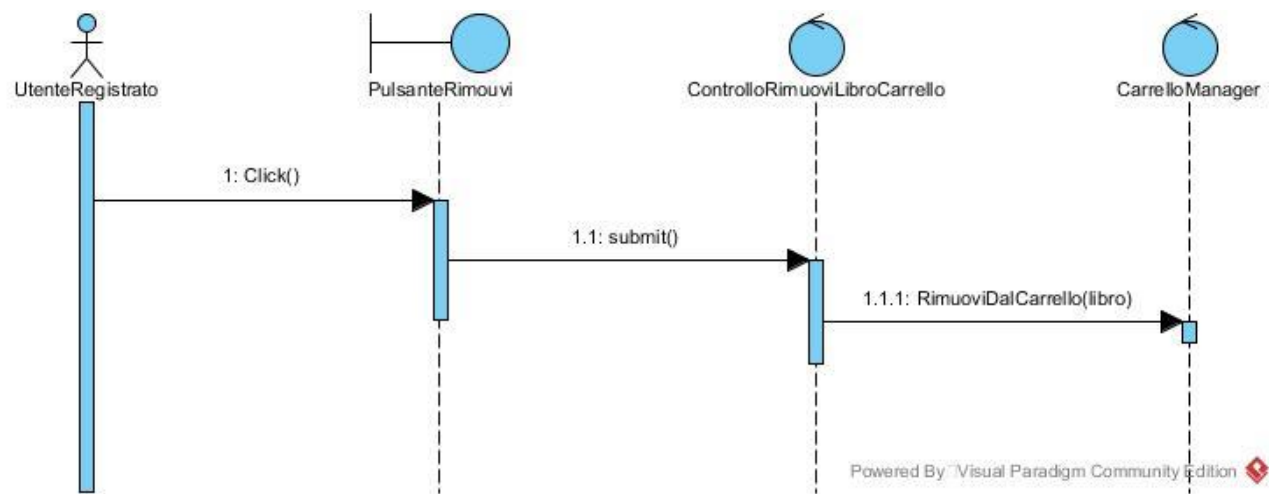 UtenteRegistrato
PulsanteRimouvi
ControlloRimuoviLibroCarrello
CarrelloManager
1: Click()
1.1: submit()
1.1.1: RimuoviDalCarrello(libro)
Powered By Visual Paradigm Community Edition